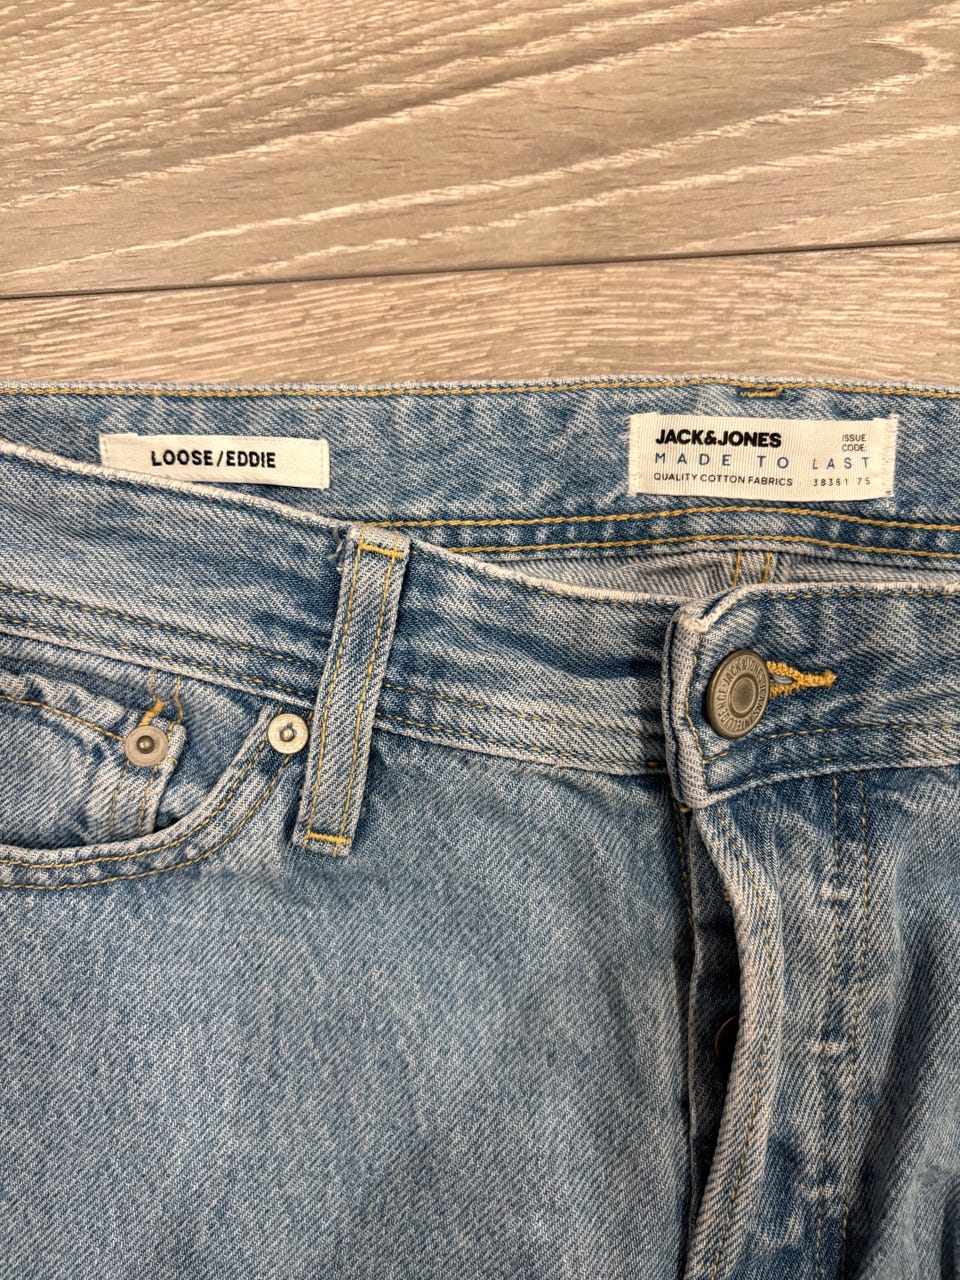 LOOSE/EDDIE
JACK&JONES
ISSUE
CODE:
MADE TO LAST
QUALITY COTTON FABRICS
38361 75